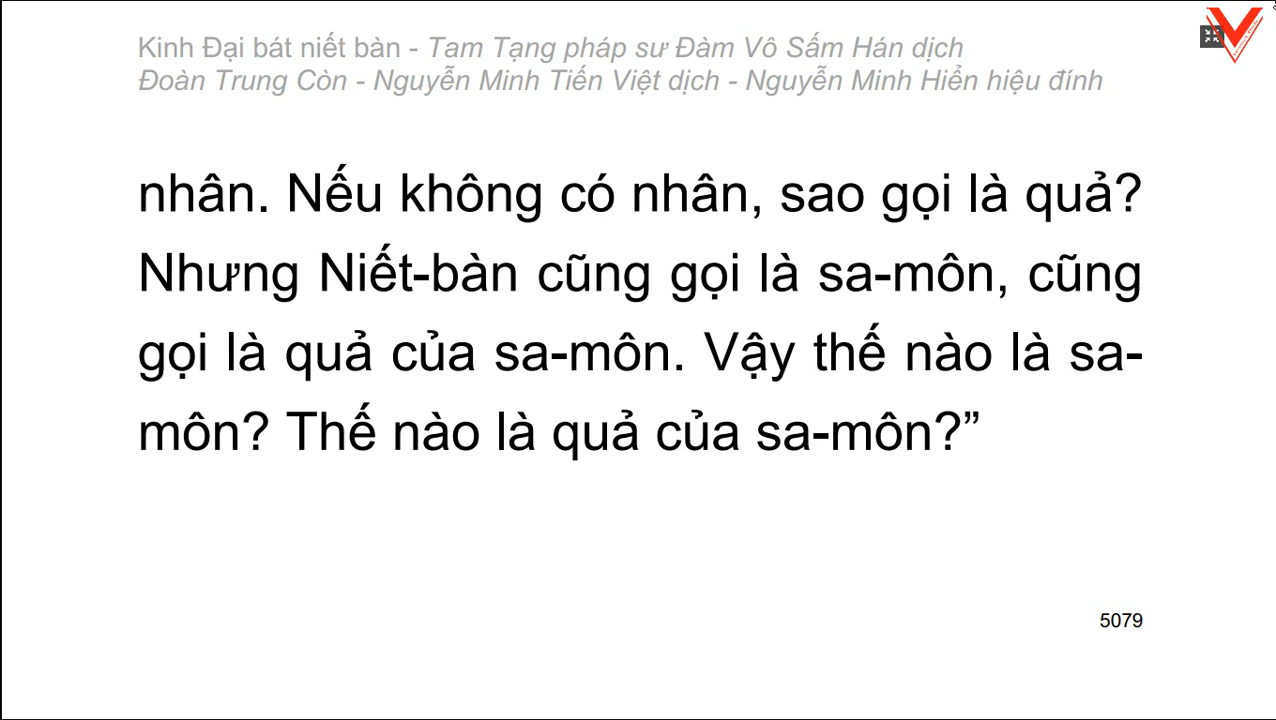 Kinh Đại bát niết bàn - Tam Tạng pháp sư Đàm Vô Sấm Hán dịch
Đoàn Trung Còn - Nguyễn Minh Tiến Việt dịch - Nguyễn Minh Hiển hiệu đính
nhân. Nếu không có nhân, sao gọi là quả?
Nhưng Niết-bàn cũng gọi là sa-môn, cũng
gọi là quả của sa-môn. Vậy thế nào là sa-
môn? Thế nào là quả của sa-môn?”
5079